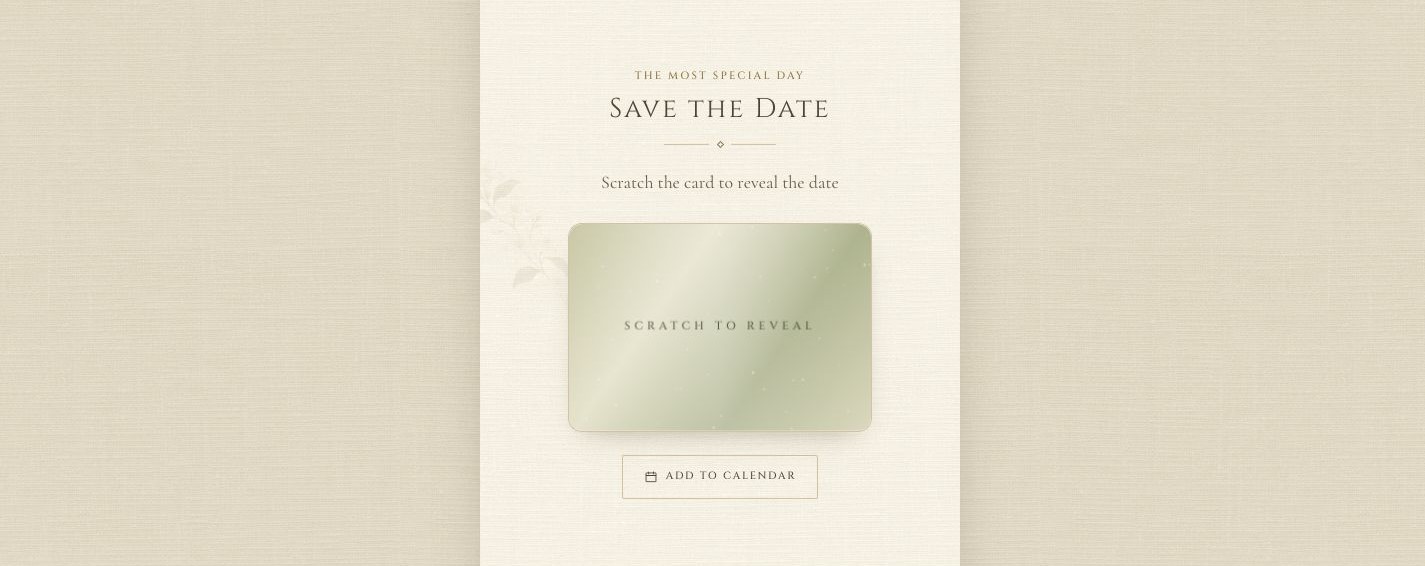 THE MOST SPECIAL DAY
SAVE THE DATE
Scratch the card to reveal the date
SCRATCH TO REVEAL
ADD TO CALENDAR